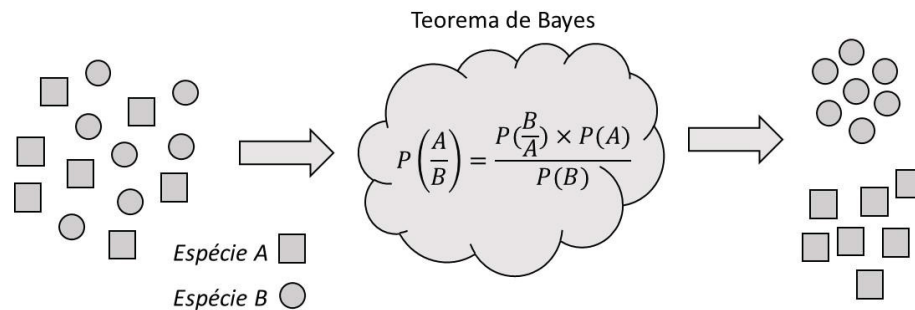 Teorema de Bayes
P(A/B) = P(B/A) × P(A) / P(B)
Espécie A
Espécie B